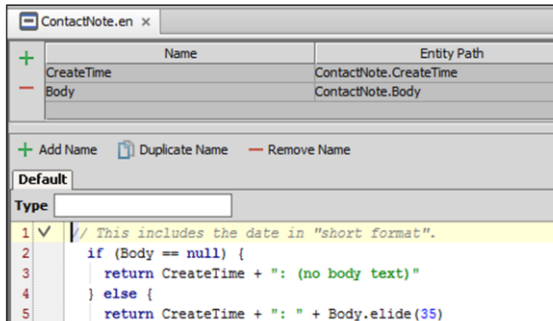 ContactNote.en ×
Name Entity Path
CreateTime ContactNote.CreateTime
Body ContactNote.Body
Add Name Duplicate Name Remove Name
Default
Type
1 // This includes the date in "short format".
2 if (Body == null) {
3 return CreateTime + ": (no body text)"
4 } else {
5 return CreateTime + ": " + Body.elide(35)